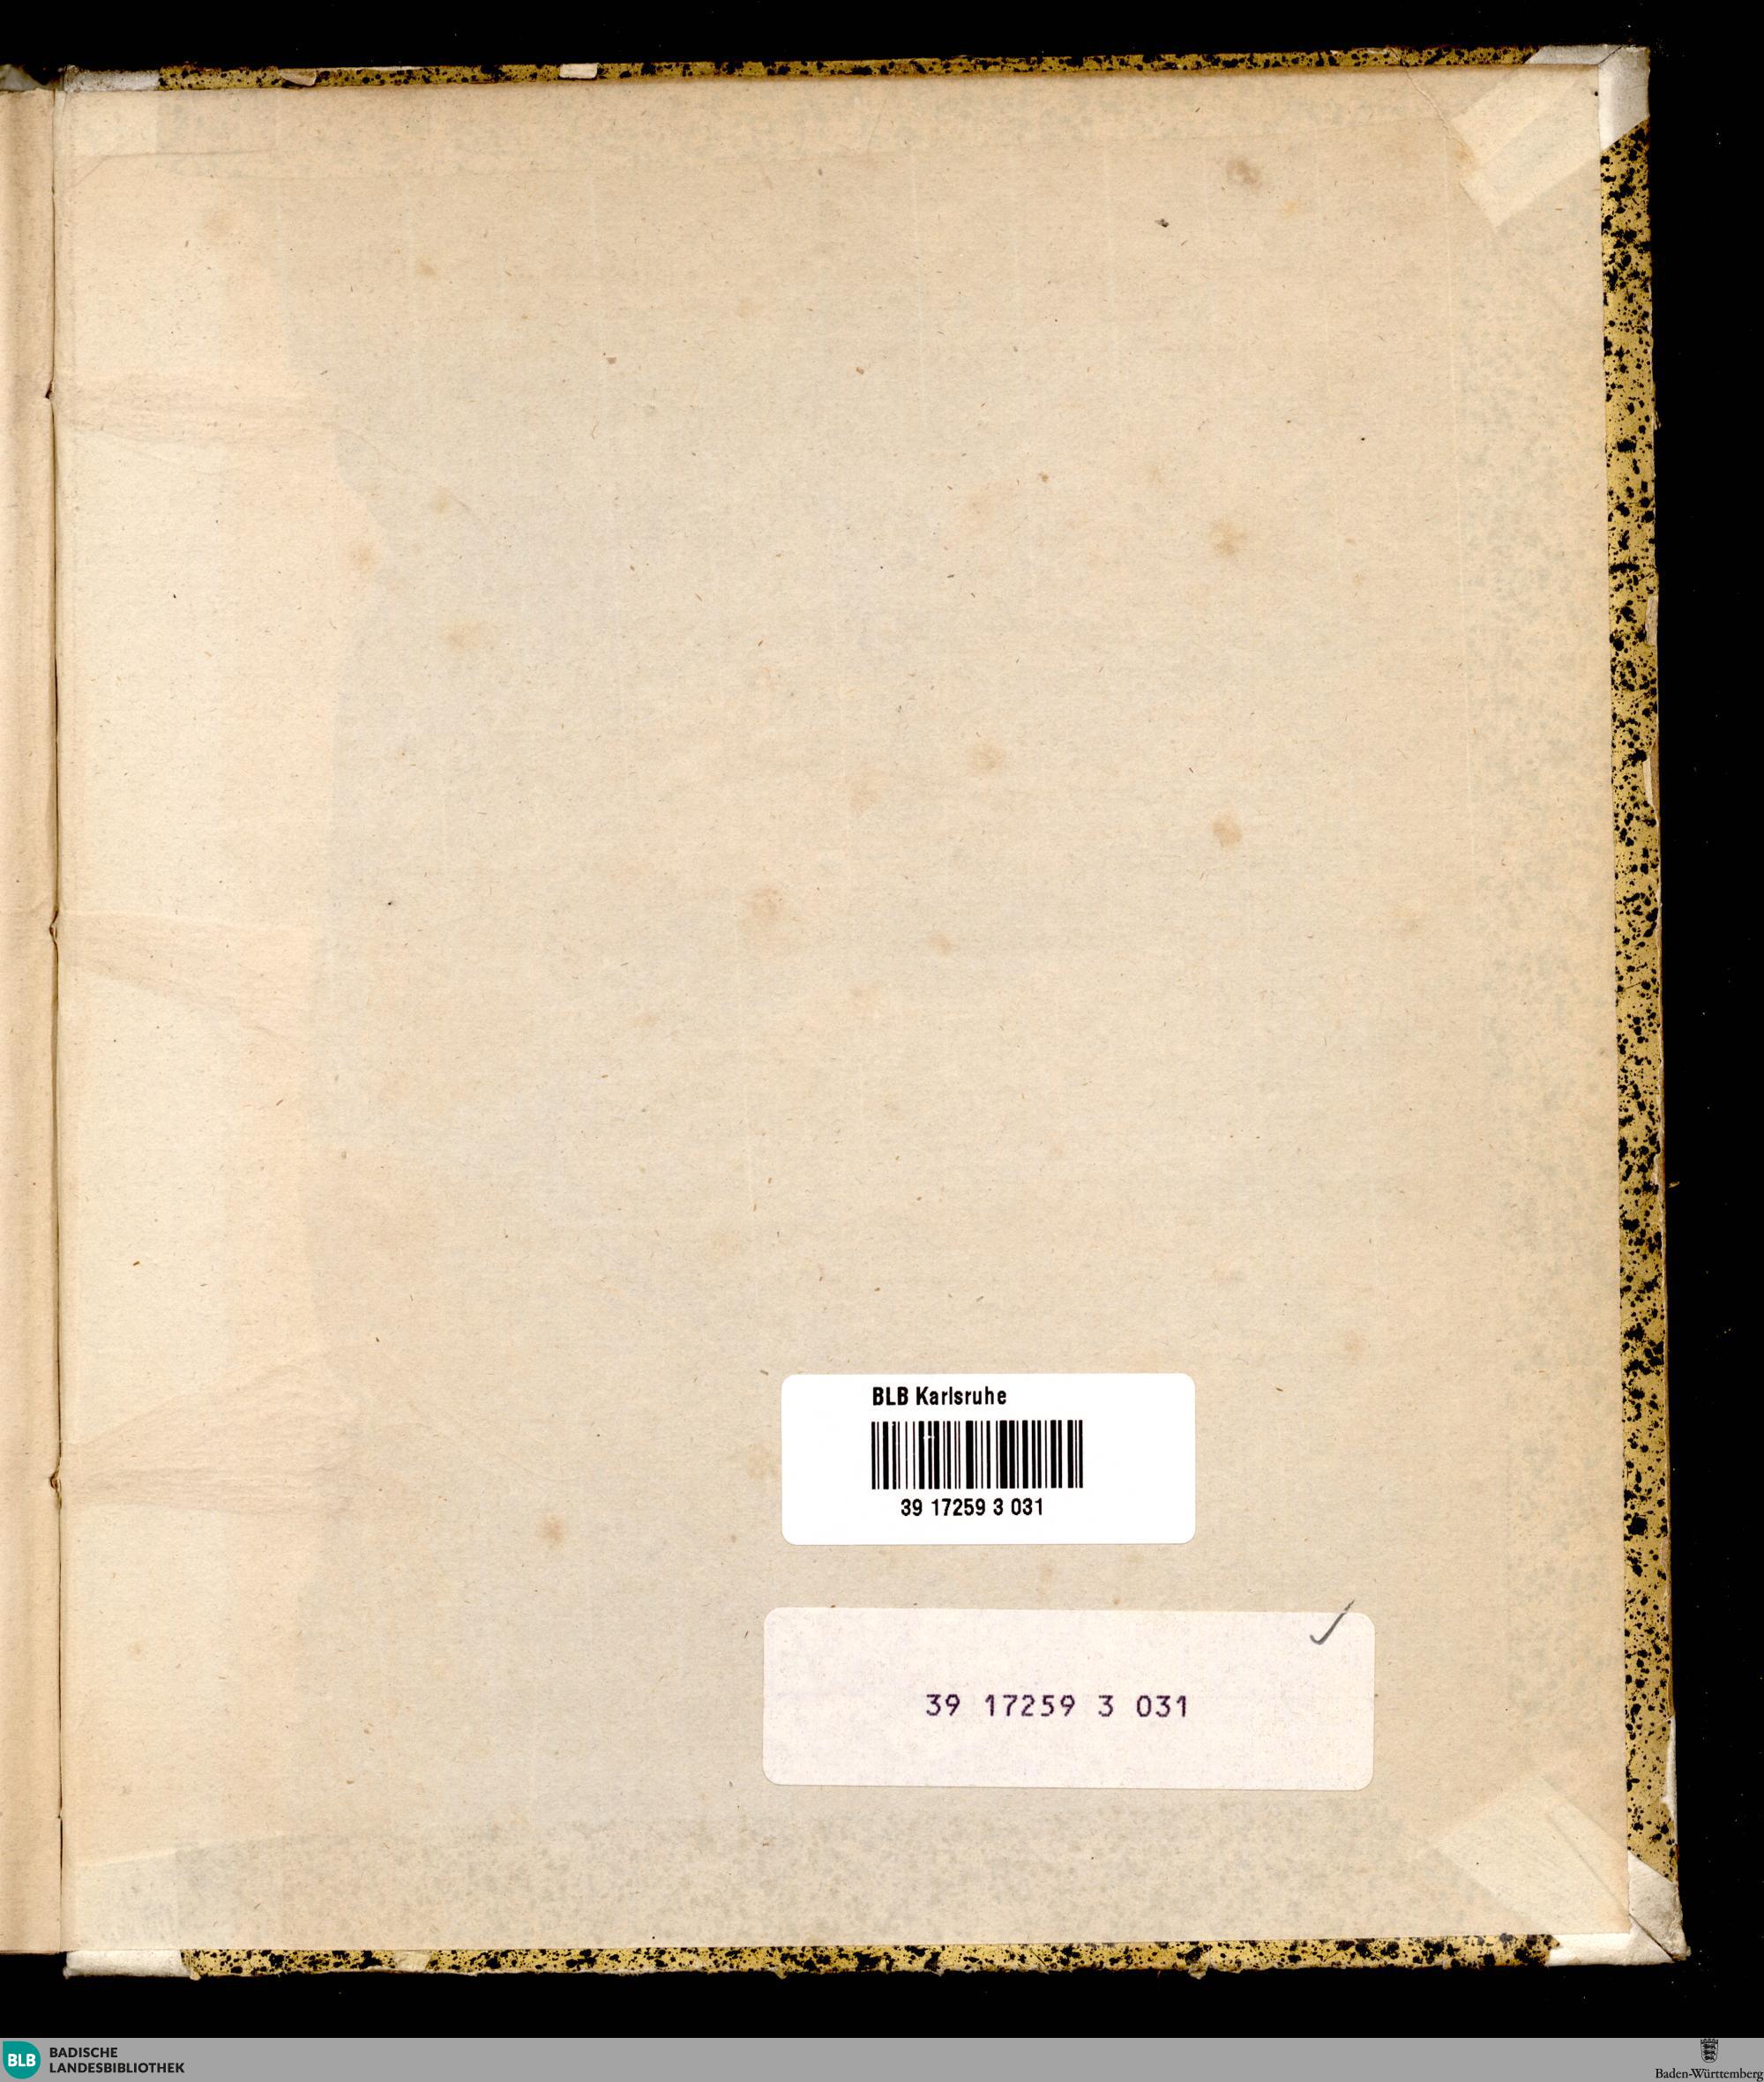 BLB Karlsruhe
39 17259 3 031
39 17259 3 031
BLB
BADISCHE
LANDESBIBLIOTHEK
Baden-Württemberg